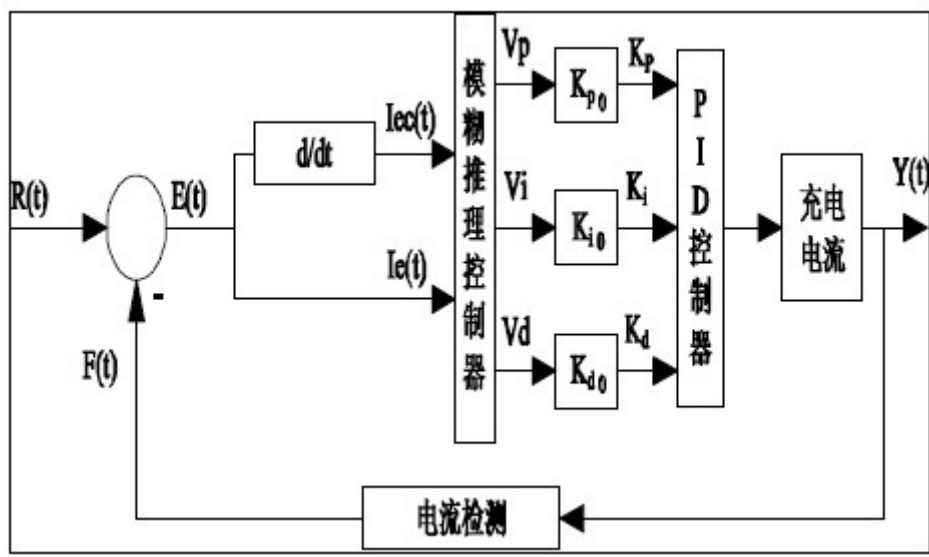 R(t)
E(t)
F(t)
-
d/dt
Iec(t)
Ie(t)
模糊推理控制器
Vp
Vi
Vd
Kp0
Ki0
Kd0
Kp
Ki
Kd
PID控制器
充电
电流
Y(t)
电流检测